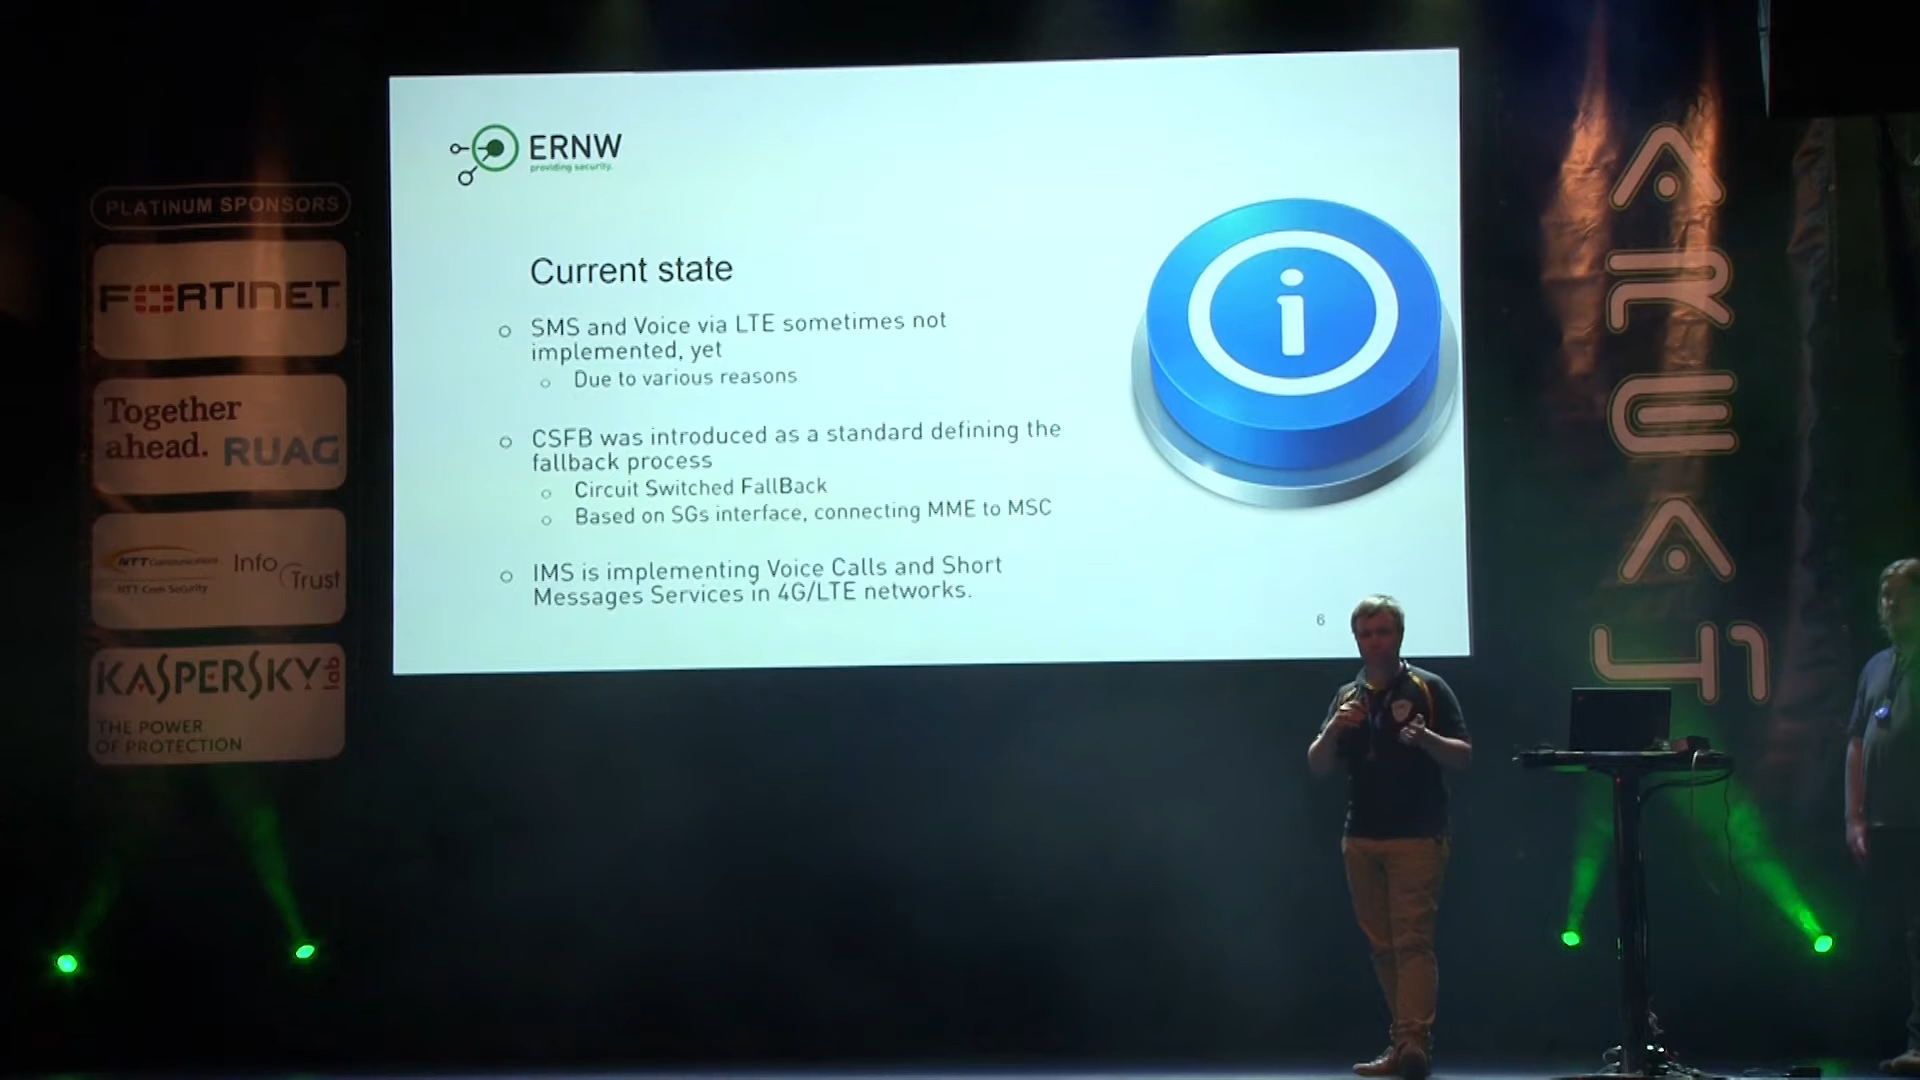 PLATINUM SPONSORS
FORTINET
Together
ahead. RUAG
NTT Communications
NTT Com Security
Info
Trust
KASPERSKY lab
THE POWER
OF PROTECTION
ERNW
providing security.
Current state
SMS and Voice via LTE sometimes not
implemented, yet
Due to various reasons
CSFB was introduced as a standard defining the
fallback process
Circuit Switched FallBack
Based on SGs interface, connecting MME to MSC
IMS is implementing Voice Calls and Short
Messages Services in 4G/LTE networks.
6
i
AREA41